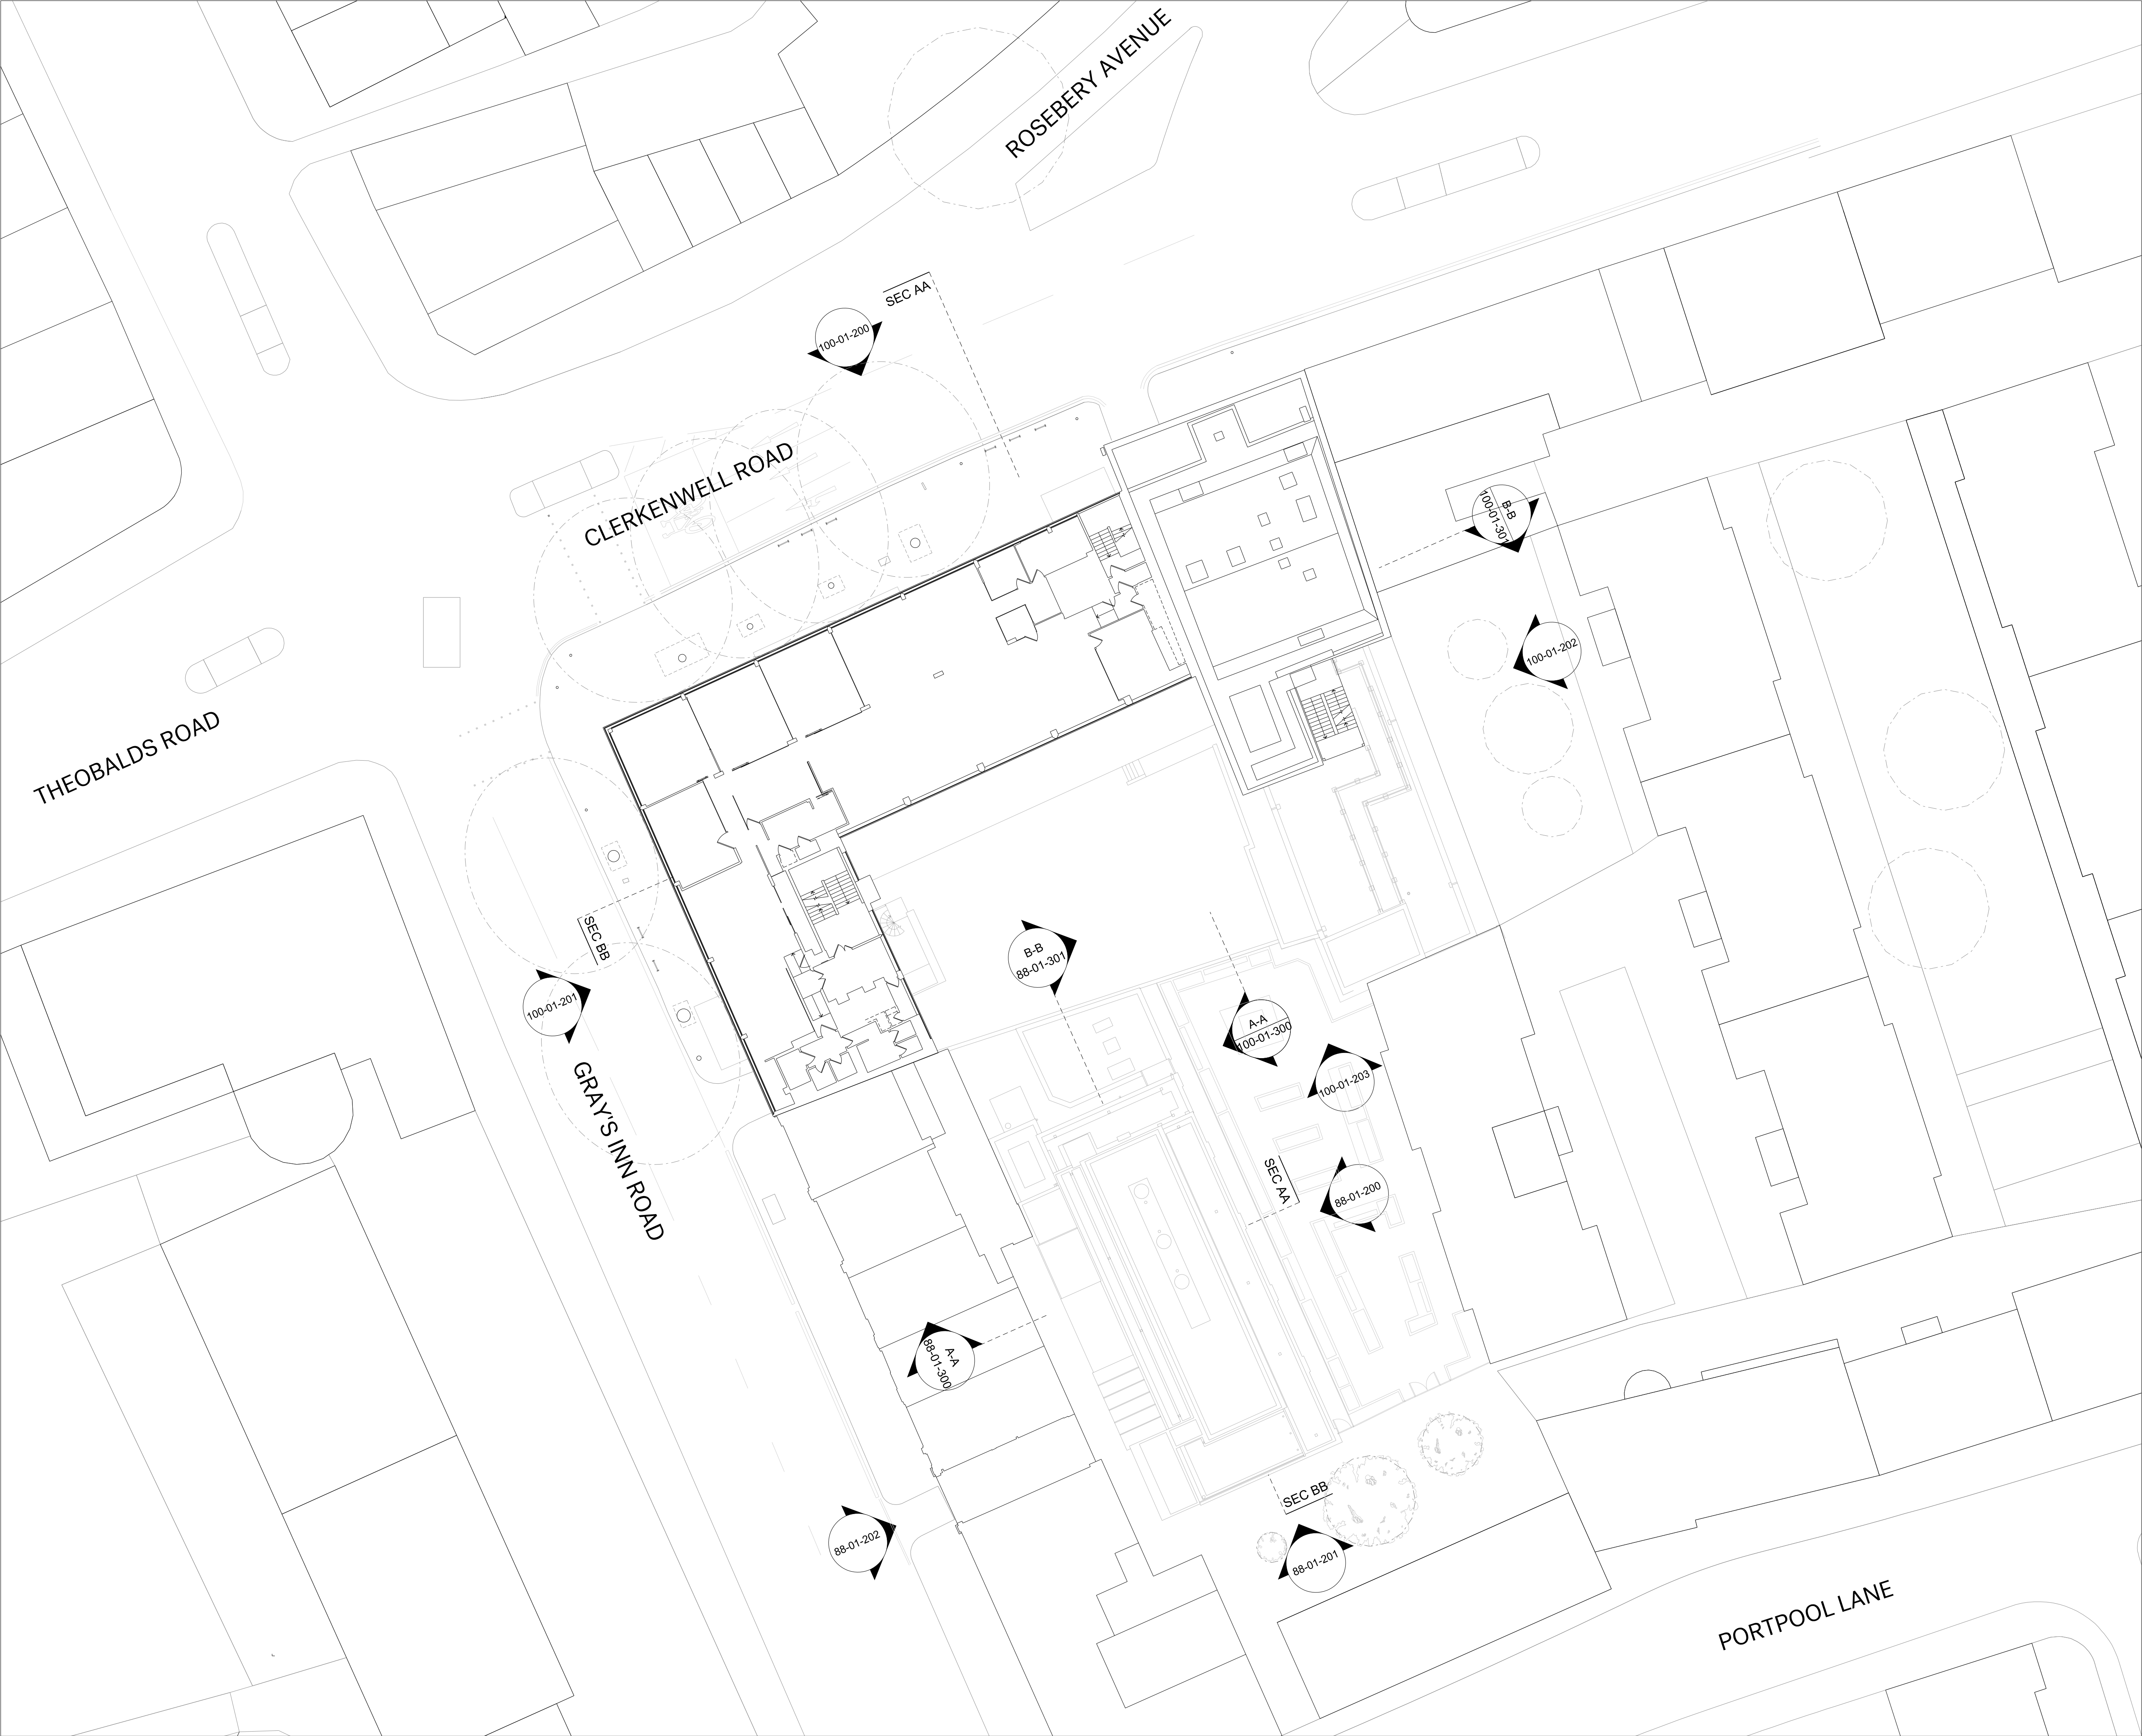 ROSEBERY AVENUE
SEC AA
100-01-200
CLERKENWELL ROAD
B-B
100-01-301
100-01-202
THEOBALDS ROAD
SEC BB
B-B
88-01-301
100-01-201
A-A
100-01-300
100-01-203
GRAY'S INN ROAD
SEC AA
88-01-200
A-A
88-01-300
SEC BB
88-01-202
88-01-201
PORTPOOL LANE